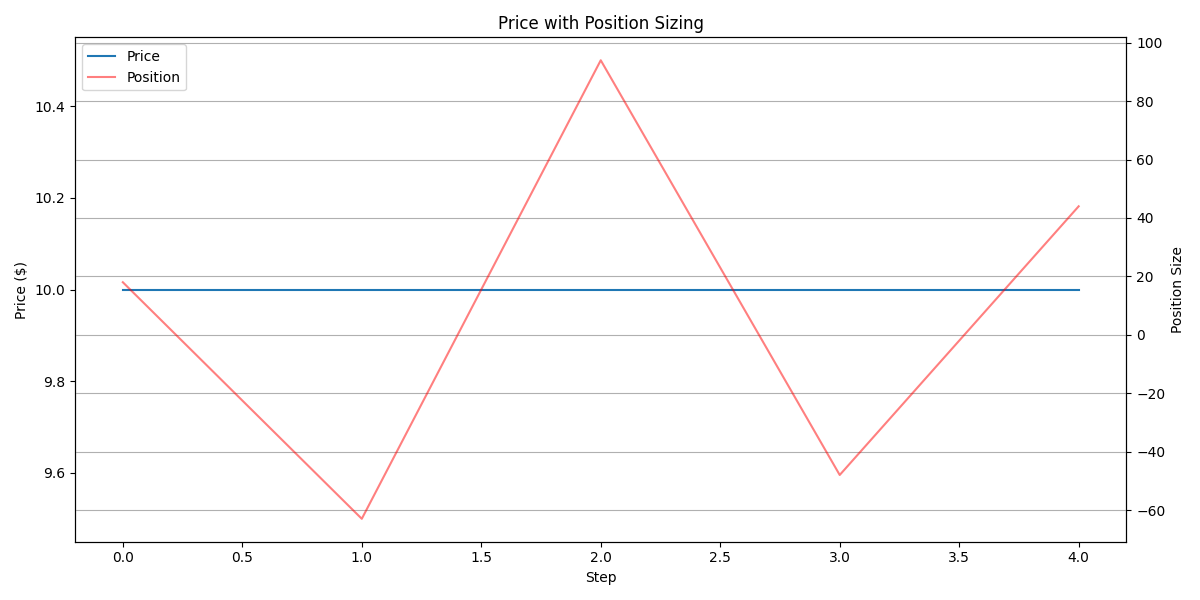 Price with Position Sizing
Price
Position
Price ($)
10.4
10.2
10.0
9.8
9.6
100
80
60
40
20
0
−20
−40
−60
Position Size
0.0 0.5 1.0 1.5 2.0 2.5 3.0 3.5 4.0
Step